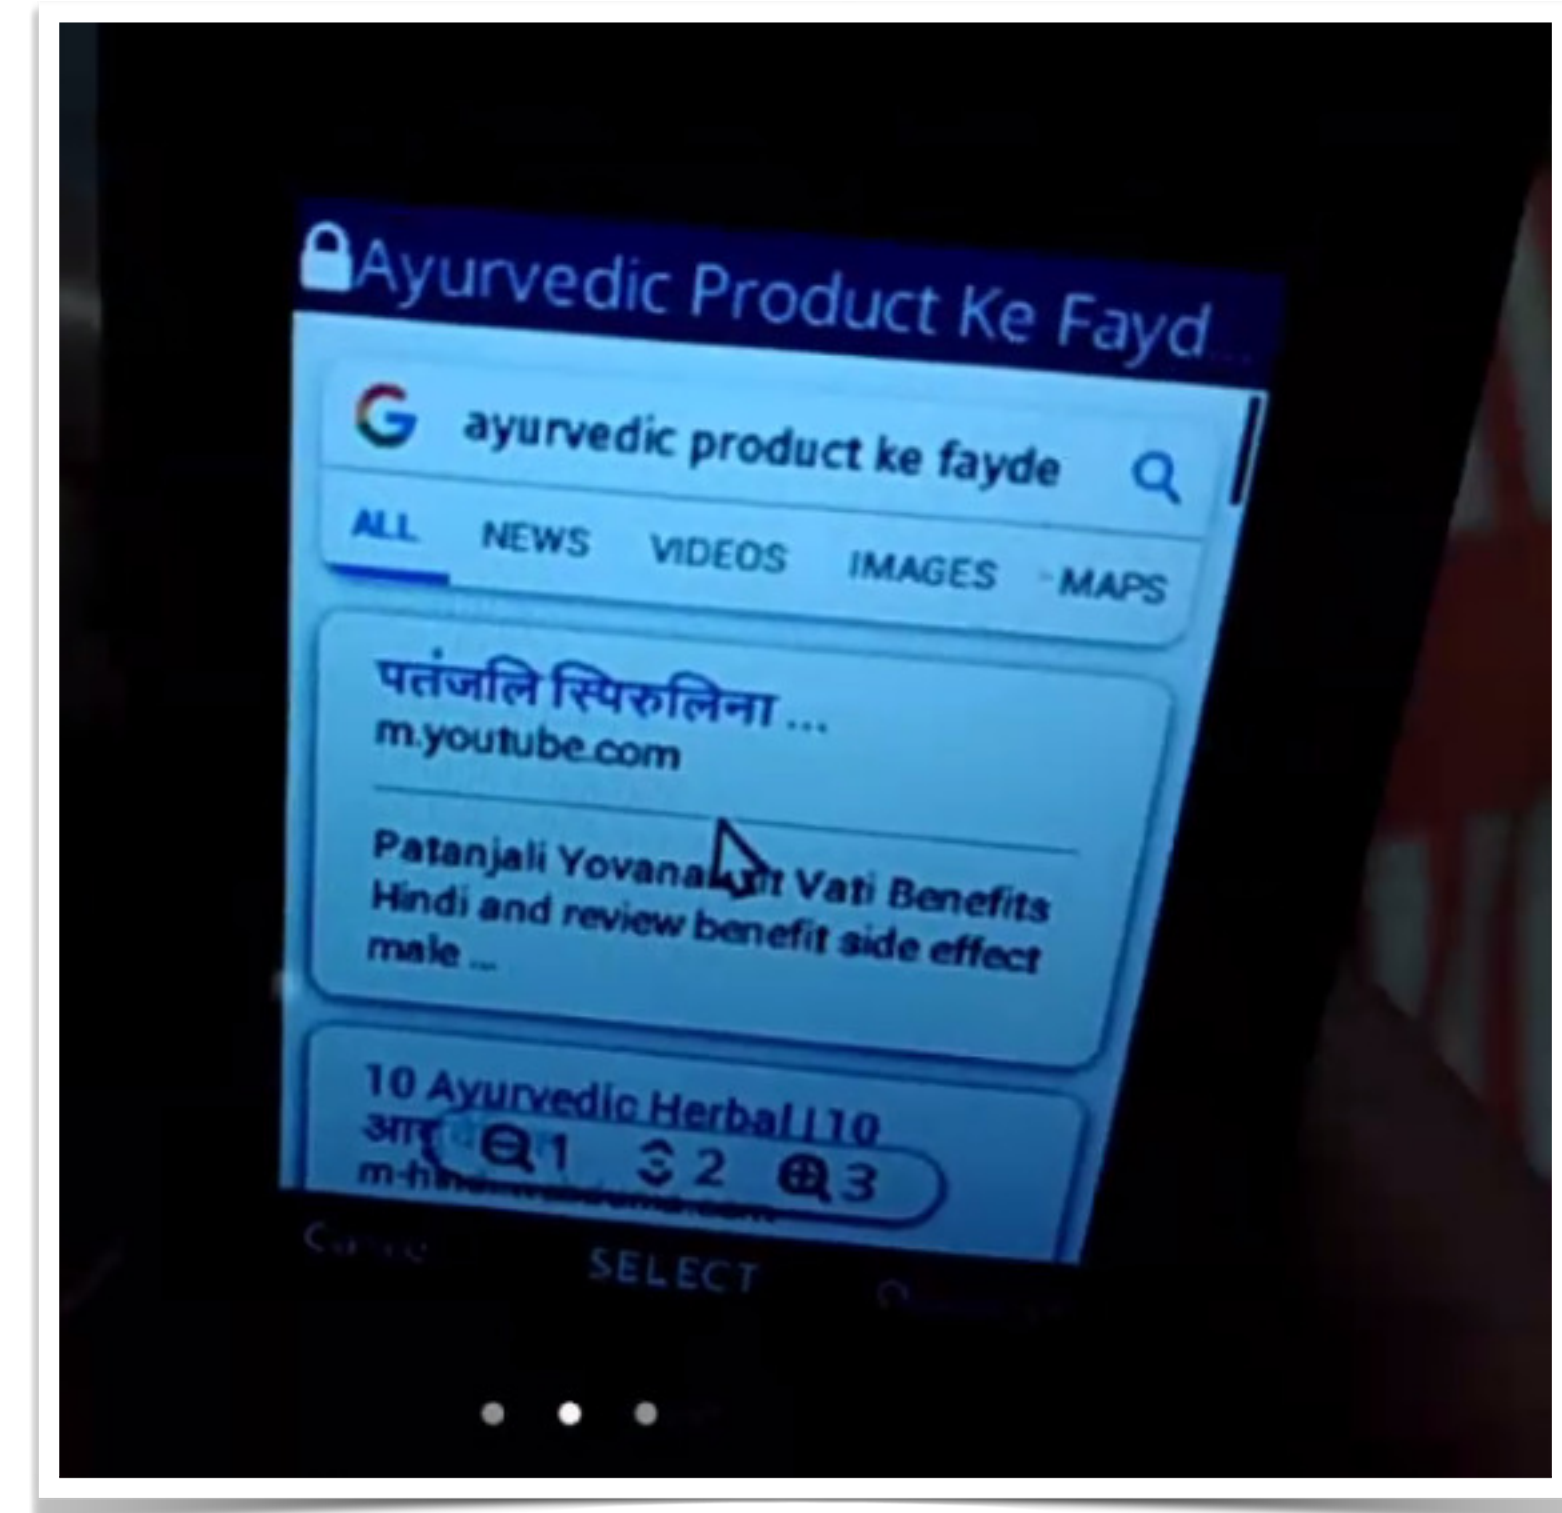 Ayurvedic Product Ke Fayd...
ayurvedic product ke fayde
ALL NEWS VIDEOS IMAGES MAPS
पतंजलि स्पिरुलिना ...
m.youtube.com
Patanjali Vati Benefits
Hindi and review benefit side effect
male ...
10 Ayurvedic Herbal | 10
1 2 3
SELECT